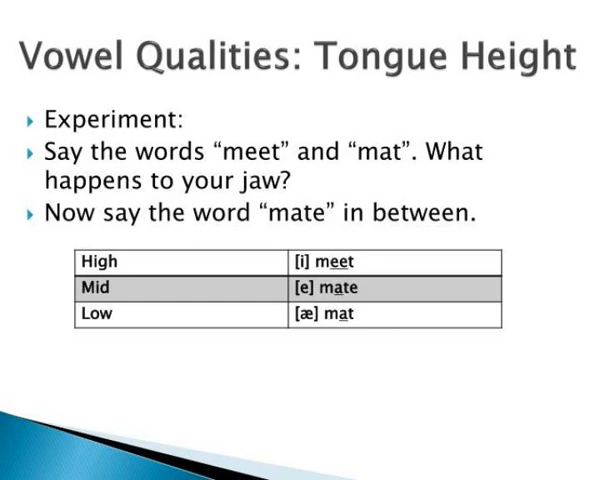 Vowel Qualities: Tongue Height
Experiment:
Say the words “meet” and “mat”. What
happens to your jaw?
Now say the word “mate” in between.
High [i] meet
Mid [e] mate
Low [æ] mat